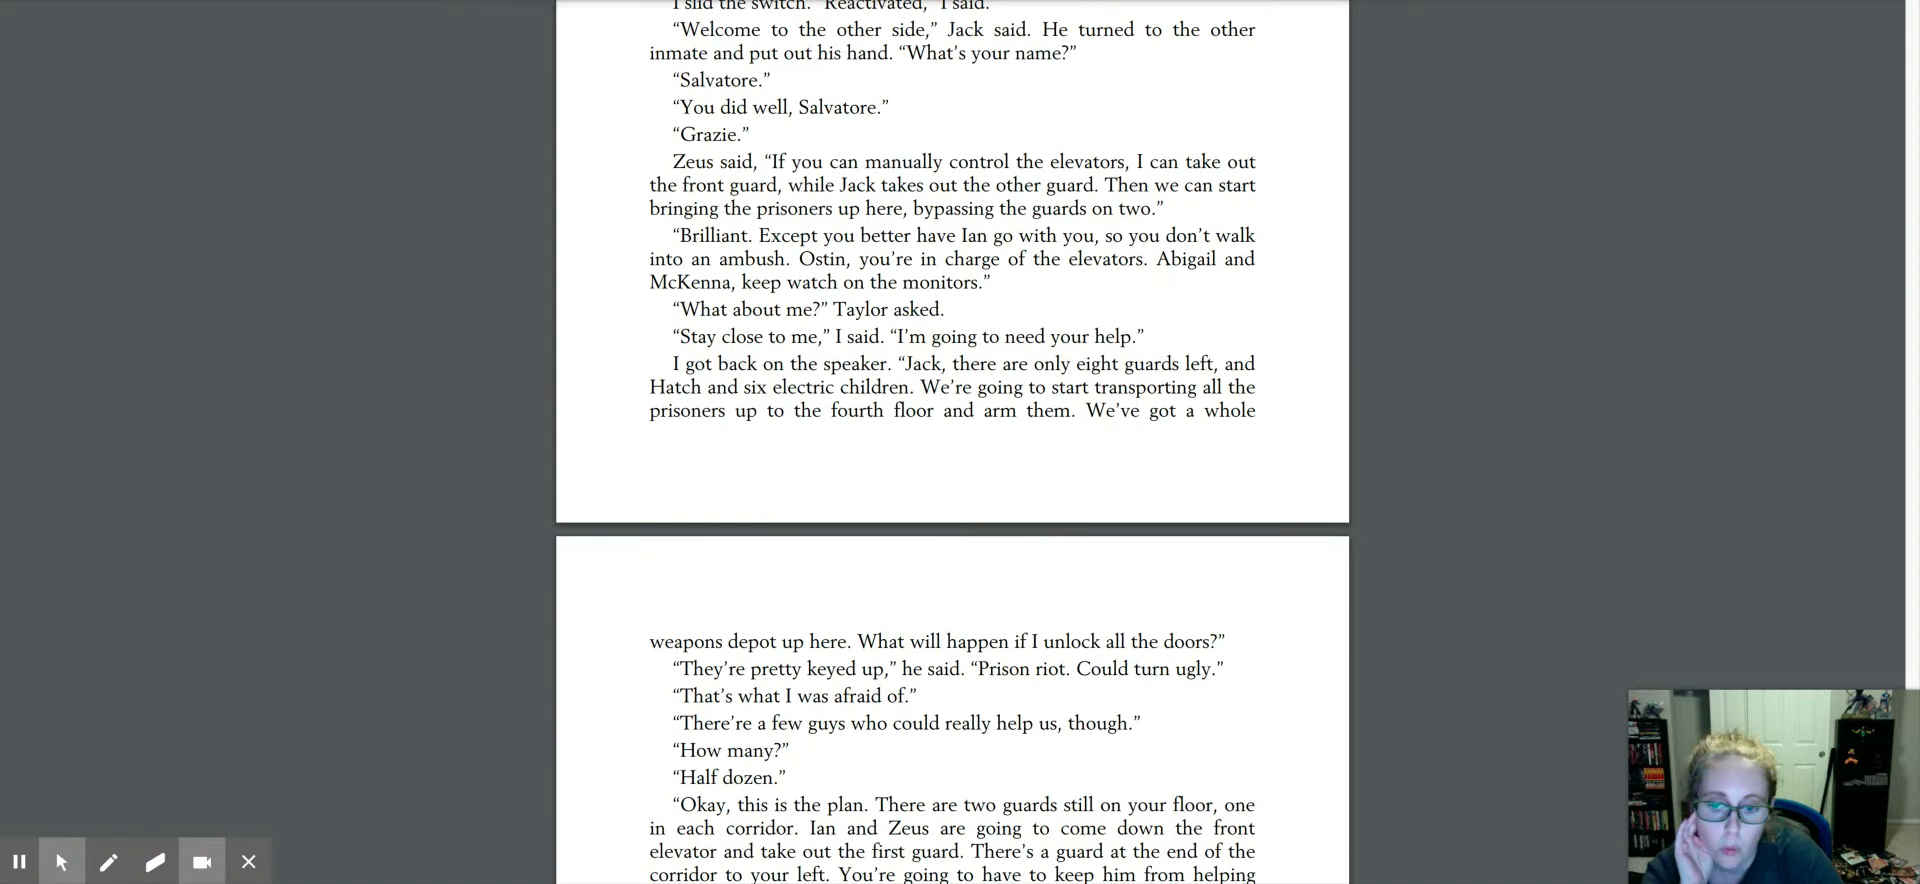 I slid the switch. “Reactivated,” I said.
“Welcome to the other side,” Jack said. He turned to the other
inmate and put out his hand. “What’s your name?”
“Salvatore.”
“You did well, Salvatore.”
“Grazie.”
Zeus said, “If you can manually control the elevators, I can take out
the front guard, while Jack takes out the other guard. Then we can start
bringing the prisoners up here, bypassing the guards on two.”
“Brilliant. Except you better have Ian go with you, so you don’t walk
into an ambush. Ostin, you’re in charge of the elevators. Abigail and
McKenna, keep watch on the monitors.”
“What about me?” Taylor asked.
“Stay close to me,” I said. “I’m going to need your help.”
I got back on the speaker. “Jack, there are only eight guards left, and
Hatch and six electric children. We’re going to start transporting all the
prisoners up to the fourth floor and arm them. We’ve got a whole
weapons depot up here. What will happen if I unlock all the doors?”
“They’re pretty keyed up,” he said. “Prison riot. Could turn ugly.”
“That’s what I was afraid of.”
“There’re a few guys who could really help us, though.”
“How many?”
“Half dozen.”
“Okay, this is the plan. There are two guards still on your floor, one
in each corridor. Ian and Zeus are going to come down the front
elevator and take out the first guard. There’s a guard at the end of the
corridor to your left. You’re going to have to keep him from helping